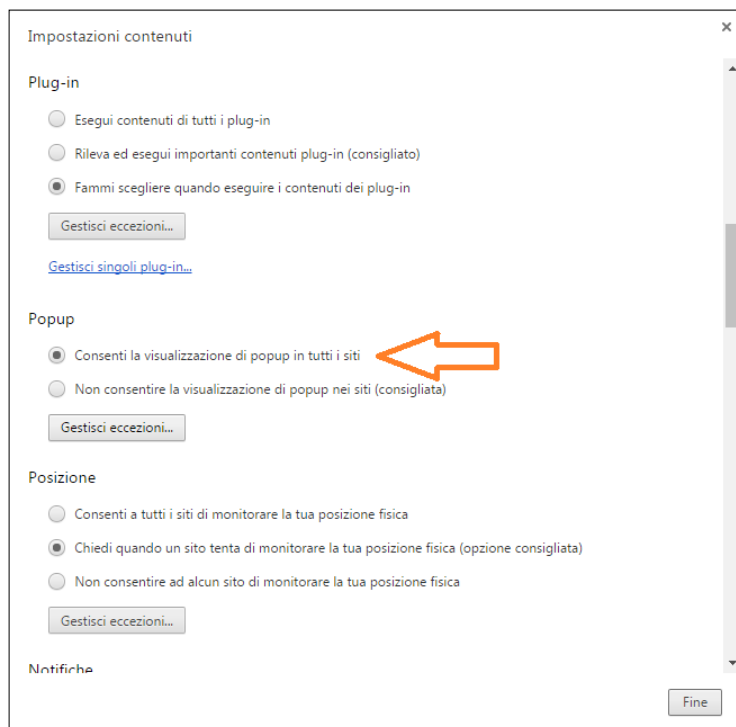 Impostazioni contenuti
Plug-in
Esegui contenuti di tutti i plug-in
Rileva ed esegui importanti contenuti plug-in (consigliato)
Fammi scegliere quando eseguire i contenuti dei plug-in
Gestisci eccezioni...
Gestisci singoli plug-in...
Popup
Consenti la visualizzazione di popup in tutti i siti
Non consentire la visualizzazione di popup nei siti (consigliata)
Gestisci eccezioni...
Posizione
Consenti a tutti i siti di monitorare la tua posizione fisica
Chiedi quando un sito tenta di monitorare la tua posizione fisica (opzione consigliata)
Non consentire ad alcun sito di monitorare la tua posizione fisica
Gestisci eccezioni...
Notifiche
Fine